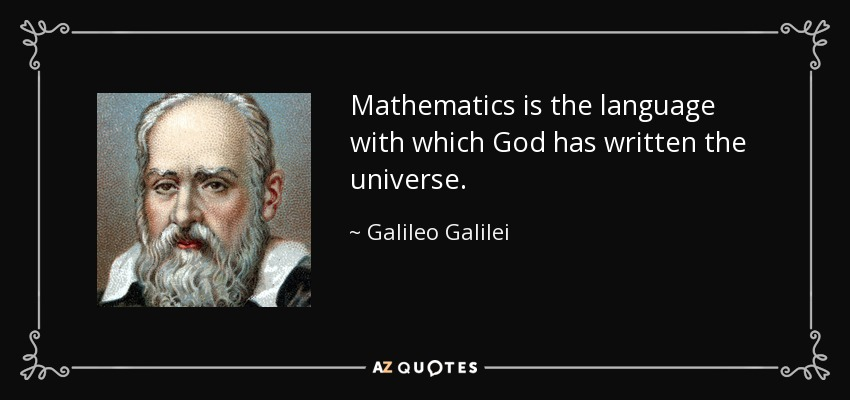 Mathematics is the language
with which God has written the
universe.
~ Galileo Galilei
AZ QUOTES